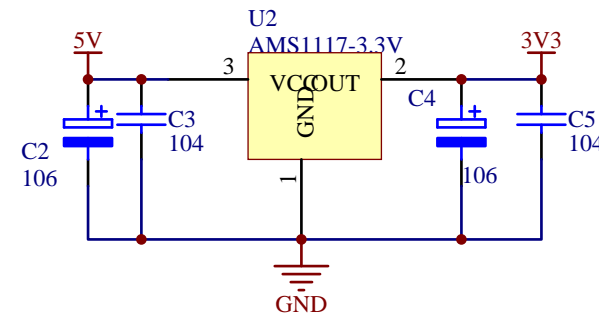 U2
5V
AMS1117-3.3V
3V3
3
VCC
OUT
2
GND
C4
C3
104
C5
104
C2
106
106
1
GND